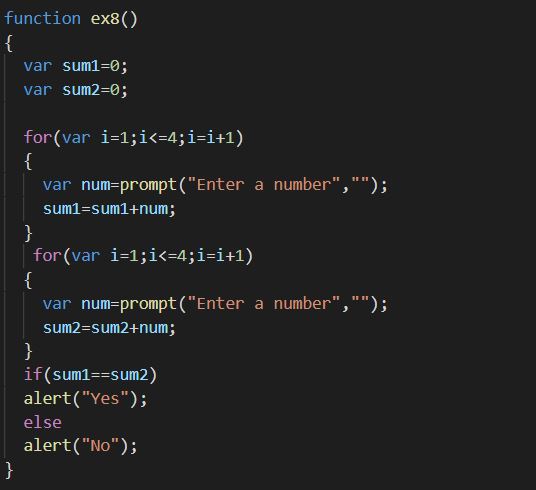 function ex8()
{
  var sum1=0;
  var sum2=0;

  for(var i=1;i<=4;i=i+1)
  {
    var num=prompt("Enter a number","");
    sum1=sum1+num;
  }
   for(var i=1;i<=4;i=i+1)
  {
    var num=prompt("Enter a number","");
    sum2=sum2+num;
  }
  if(sum1==sum2)
  alert("Yes");
  else
  alert("No");
}